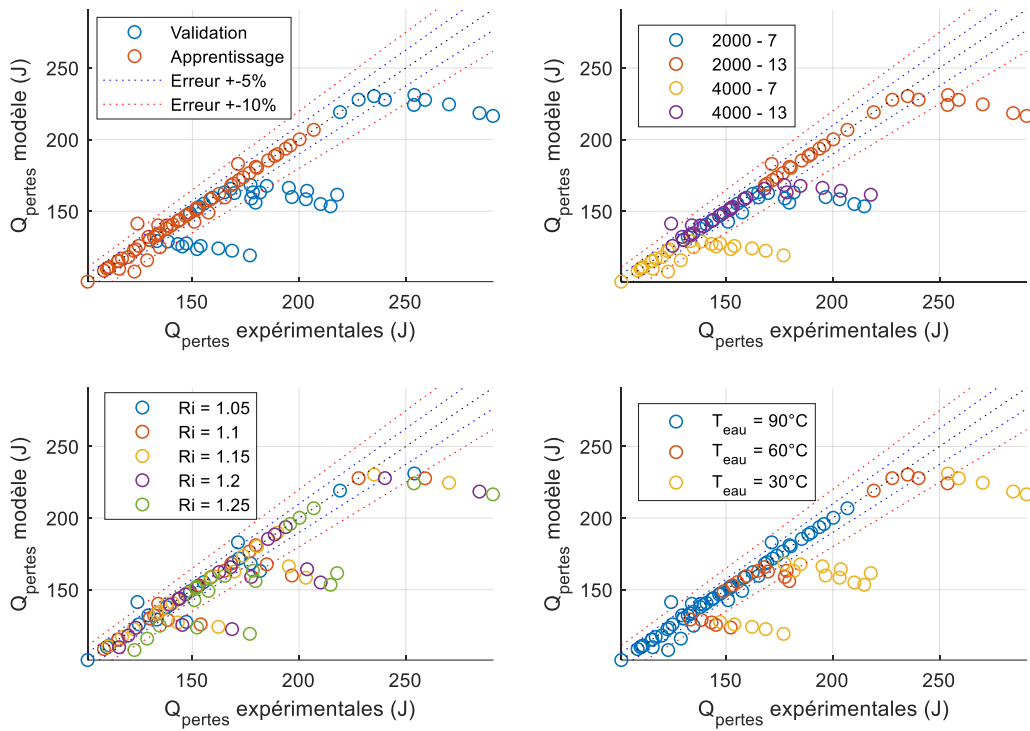 Validation
Apprentissage
Erreur +-5%
Erreur +-10%
250
200
150
150
200
250
Q_pertes modèle (J)
Q_pertes expérimentales (J)
2000 - 7
2000 - 13
4000 - 7
4000 - 13
250
200
150
150
200
250
Q_pertes modèle (J)
Q_pertes expérimentales (J)
Ri = 1.05
Ri = 1.1
Ri = 1.15
Ri = 1.2
Ri = 1.25
250
200
150
150
200
250
Q_pertes modèle (J)
Q_pertes expérimentales (J)
T_eau = 90°C
T_eau = 60°C
T_eau = 30°C
250
200
150
150
200
250
Q_pertes modèle (J)
Q_pertes expérimentales (J)